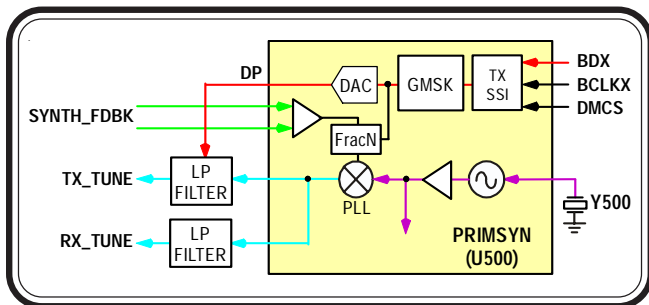 DP
DAC
GMSK
TX
SSI
BDX
BCLKX
DMCS
SYNTH_FDBK
FracN
TX_TUNE
LP
FILTER
PLL
Y500
RX_TUNE
LP
FILTER
PRIMSYN
(U500)